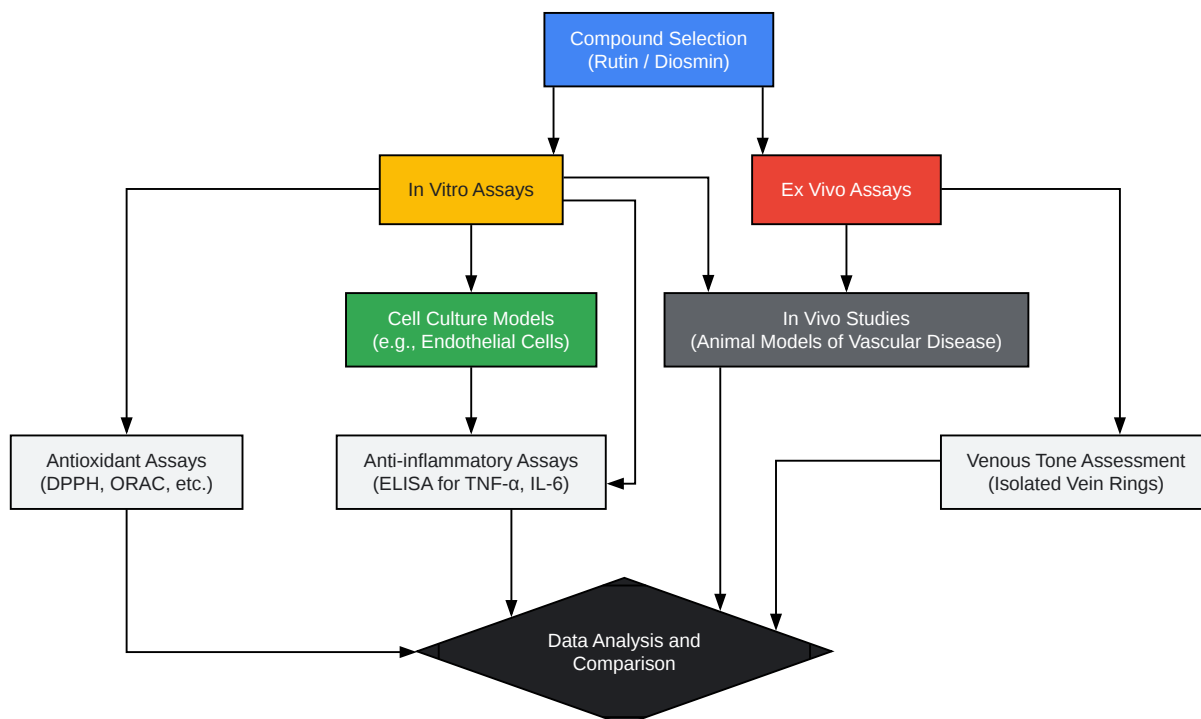 Compound Selection
(Rutin / Diosmin)
In Vitro Assays
Ex Vivo Assays
Cell Culture Models
(e.g., Endothelial Cells)
In Vivo Studies
(Animal Models of Vascular Disease)
Antioxidant Assays
(DPPH, ORAC, etc.)
Anti-inflammatory Assays
(ELISA for TNF-α, IL-6)
Venous Tone Assessment
(Isolated Vein Rings)
Data Analysis and
Comparison